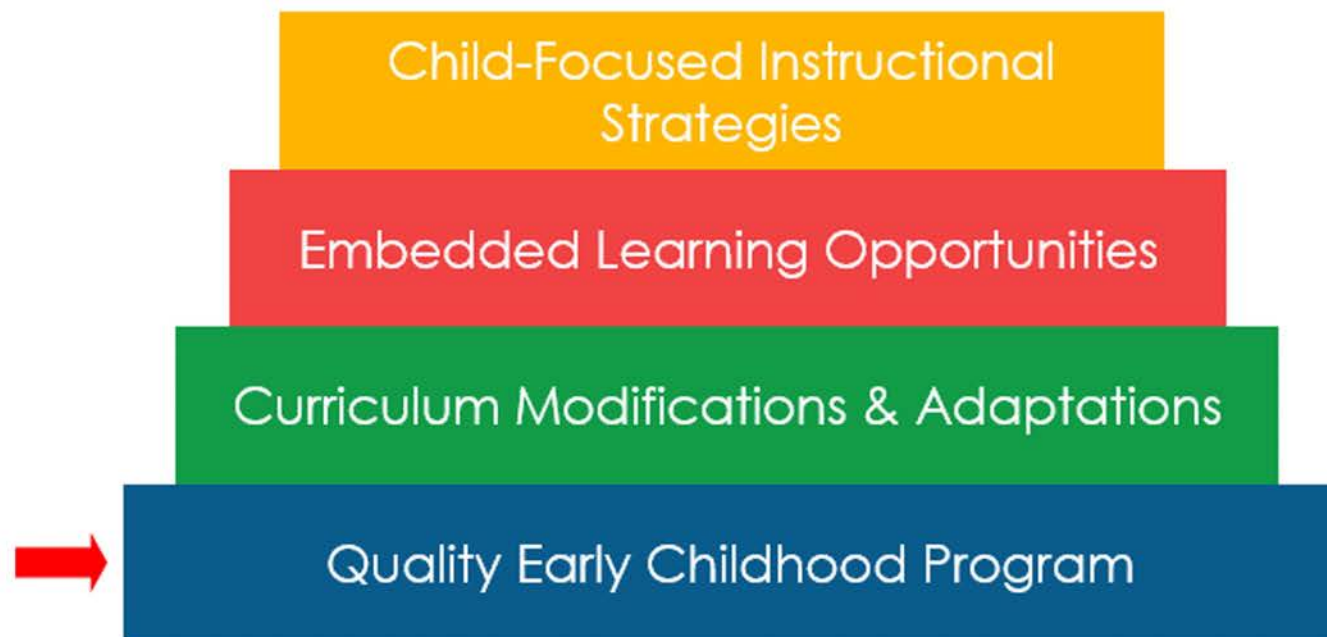 Child-Focused Instructional
Strategies
Embedded Learning Opportunities
Curriculum Modifications & Adaptations
Quality Early Childhood Program